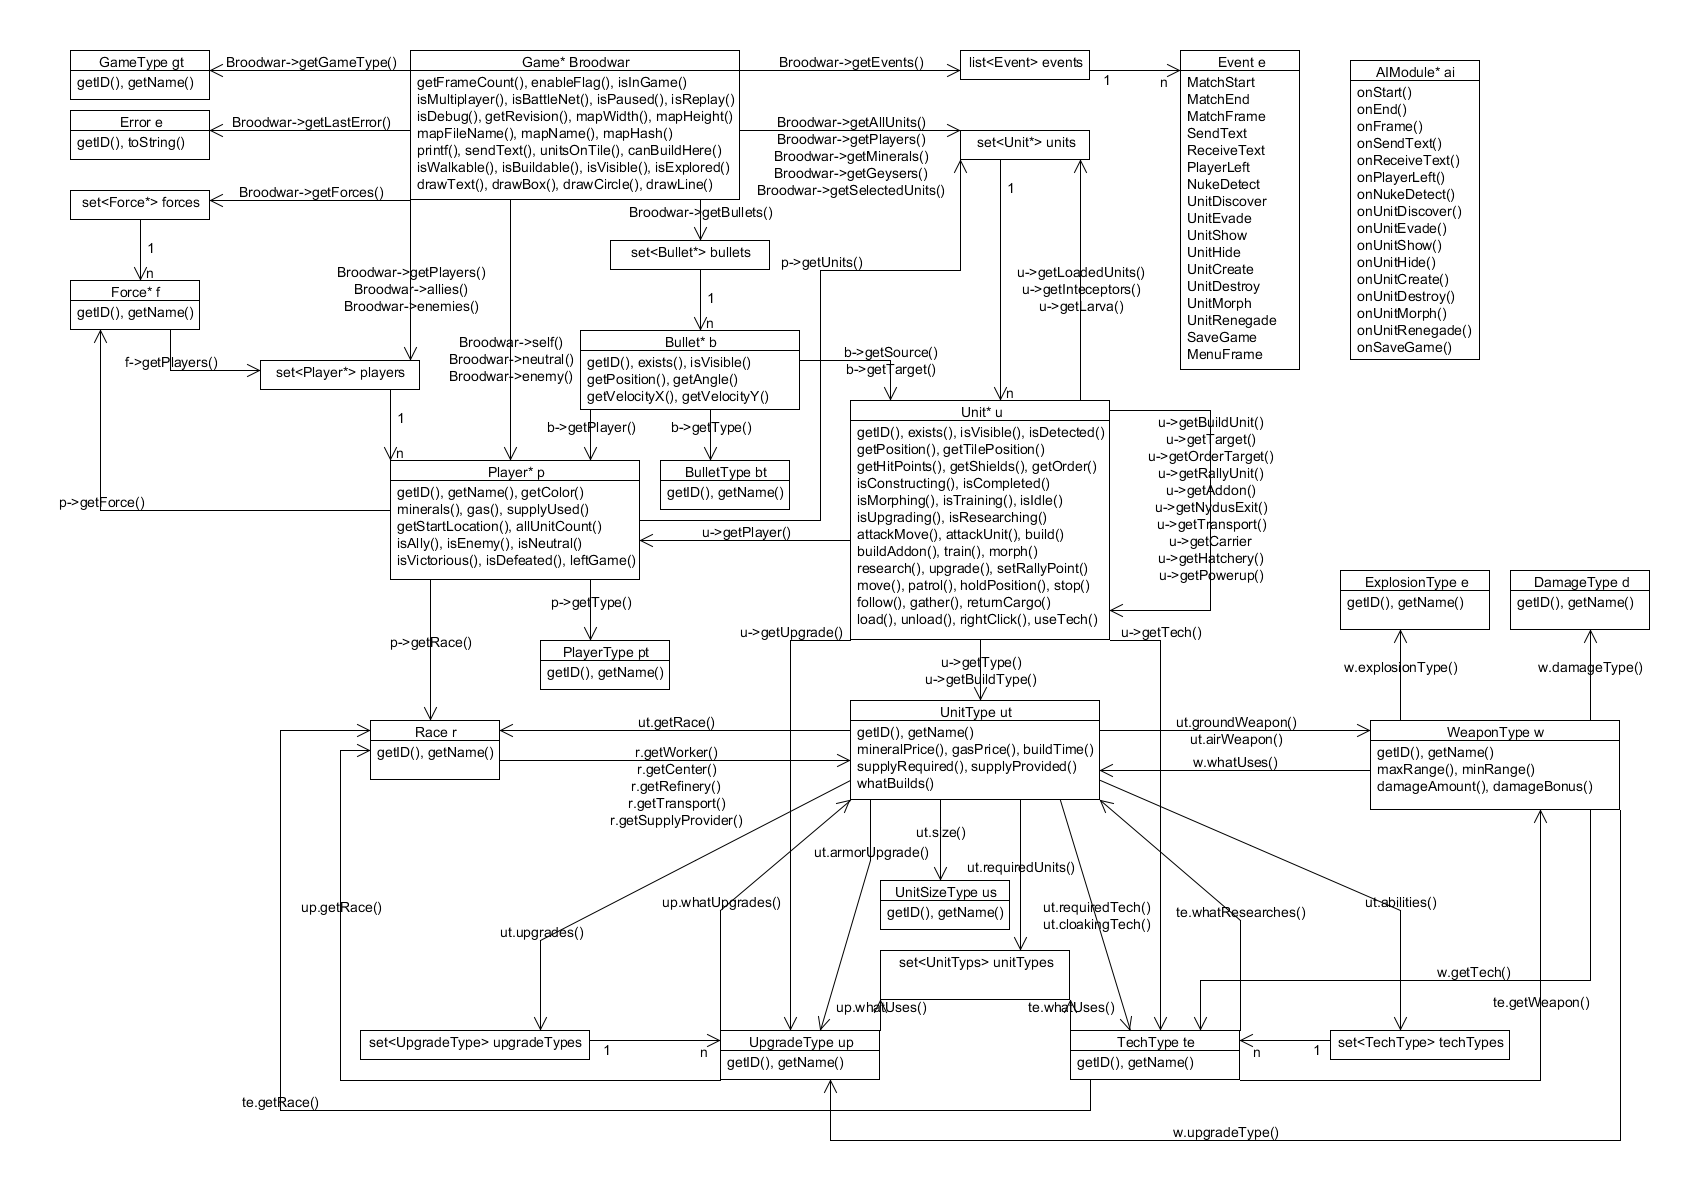 GameType gt
getID(), getName()
Broodwar->getGameType()
Error e
getID(), toString()
Broodwar->getLastError()
set<Force*> forces
Broodwar->getForces()
1
n
Force* f
getID(), getName()
f->getPlayers()
p->getForce()
Game* Broodwar
getFrameCount(), enableFlag(), isInGame()
isMultiplayer(), isBattleNet(), isPaused(), isReplay()
isDebug(), getRevision(), mapWidth(), mapHeight()
mapFileName(), mapName(), mapHash()
printf(), sendText(), unitsOnTile(), canBuildHere()
isWalkable(), isBuildable(), isVisible(), isExplored()
drawText(), drawBox(), drawCircle(), drawLine()
Broodwar->getEvents()
list<Event> events
1
n
Event e
MatchStart
MatchEnd
MatchFrame
SendText
ReceiveText
PlayerLeft
NukeDetect
UnitDiscover
UnitEvade
UnitShow
UnitHide
UnitCreate
UnitDestroy
UnitMorph
UnitRenegade
SaveGame
MenuFrame
AIModule* ai
onStart()
onEnd()
onFrame()
onSendText()
onReceiveText()
onPlayerLeft()
onNukeDetect()
onUnitDiscover()
onUnitEvade()
onUnitShow()
onUnitHide()
onUnitCreate()
onUnitDestroy()
onUnitMorph()
onUnitRenegade()
onSaveGame()
Broodwar->getAllUnits()
Broodwar->getPlayers()
Broodwar->getMinerals()
Broodwar->getGeysers()
Broodwar->getSelectedUnits()
set<Unit*> units
1
n
Broodwar->getBullets()
set<Bullet*> bullets
1
n
p->getUnits()
u->getLoadedUnits()
u->getInteceptors()
u->getLarva()
Broodwar->getPlayers()
Broodwar->allies()
Broodwar->enemies()
Broodwar->self()
Broodwar->neutral()
Broodwar->enemy()
set<Player*> players
1
n
Bullet* b
getID(), exists(), isVisible()
getPosition(), getAngle()
getVelocityX(), getVelocityY()
b->getSource()
b->getTarget()
b->getPlayer()
b->getType()
BulletType bt
getID(), getName()
Player* p
getID(), getName(), getColor()
minerals(), gas(), supplyUsed()
getStartLocation(), allUnitCount()
isAlly(), isEnemy(), isNeutral()
isVictorious(), isDefeated(), leftGame()
u->getPlayer()
Unit* u
getID(), exists(), isVisible(), isDetected()
getPosition(), getTilePosition()
getHitPoints(), getShields(), getOrder()
isConstructing(), isCompleted()
isMorphing(), isTraining(), isIdle()
isUpgrading(), isResearching()
attackMove(), attackUnit(), build()
buildAddon(), train(), morph()
research(), upgrade(), setRallyPoint()
move(), patrol(), holdPosition(), stop()
follow(), gather(), returnCargo()
load(), unload(), rightClick(), useTech()
u->getBuildUnit()
u->getTarget()
u->getOrderTarget()
u->getRallyUnit()
u->getAddon()
u->getNydusExit()
u->getTransport()
u->getCarrier
u->getHatchery()
u->getPowerup()
p->getType()
p->getRace()
PlayerType pt
getID(), getName()
u->getUpgrade()
u->getTech()
u->getType()
u->getBuildType()
ExplosionType e
getID(), getName()
DamageType d
getID(), getName()
w.explosionType()
w.damageType()
Race r
getID(), getName()
ut.getRace()
r.getWorker()
r.getCenter()
r.getRefinery()
r.getTransport()
r.getSupplyProvider()
UnitType ut
getID(), getName()
mineralPrice(), gasPrice(), buildTime()
supplyRequired(), supplyProvided()
whatBuilds()
ut.groundWeapon()
ut.airWeapon()
w.whatUses()
WeaponType w
getID(), getName()
maxRange(), minRange()
damageAmount(), damageBonus()
ut.size()
ut.armorUpgrade()
ut.requiredUnits()
UnitSizeType us
getID(), getName()
up.getRace()
up.whatUpgrades()
ut.upgrades()
ut.requiredTech()
ut.cloakingTech()
te.whatResearches()
ut.abilities()
set<UnitTyps> unitTypes
w.getTech()
te.getWeapon()
up.whatUses()
te.whatUses()
set<UpgradeType> upgradeTypes
1
n
UpgradeType up
getID(), getName()
TechType te
getID(), getName()
n
1
set<TechType> techTypes
te.getRace()
w.upgradeType()